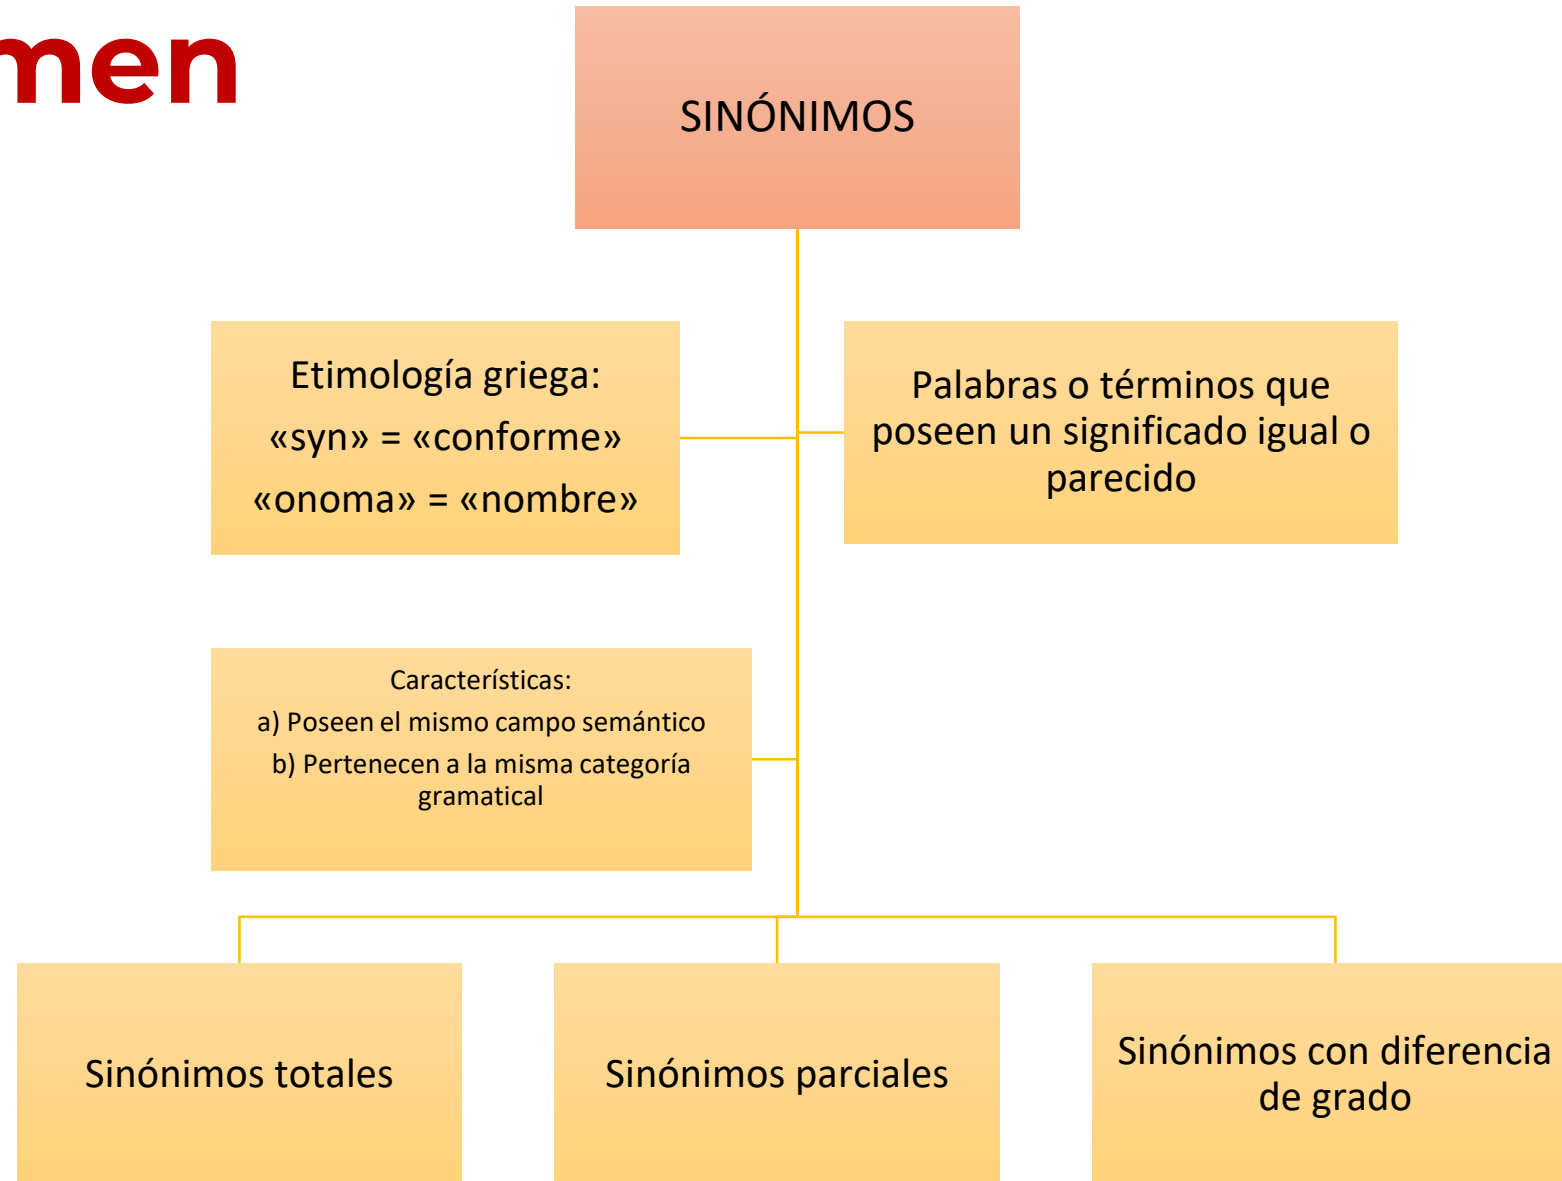 men
SINÓNIMOS
Etimología griega:
«syn» = «conforme»
«onoma» = «nombre»
Palabras o términos que
poseen un significado igual o
parecido
Características:
a) Poseen el mismo campo semántico
b) Pertenecen a la misma categoría
gramatical
Sinónimos totales
Sinónimos parciales
Sinónimos con diferencia
de grado